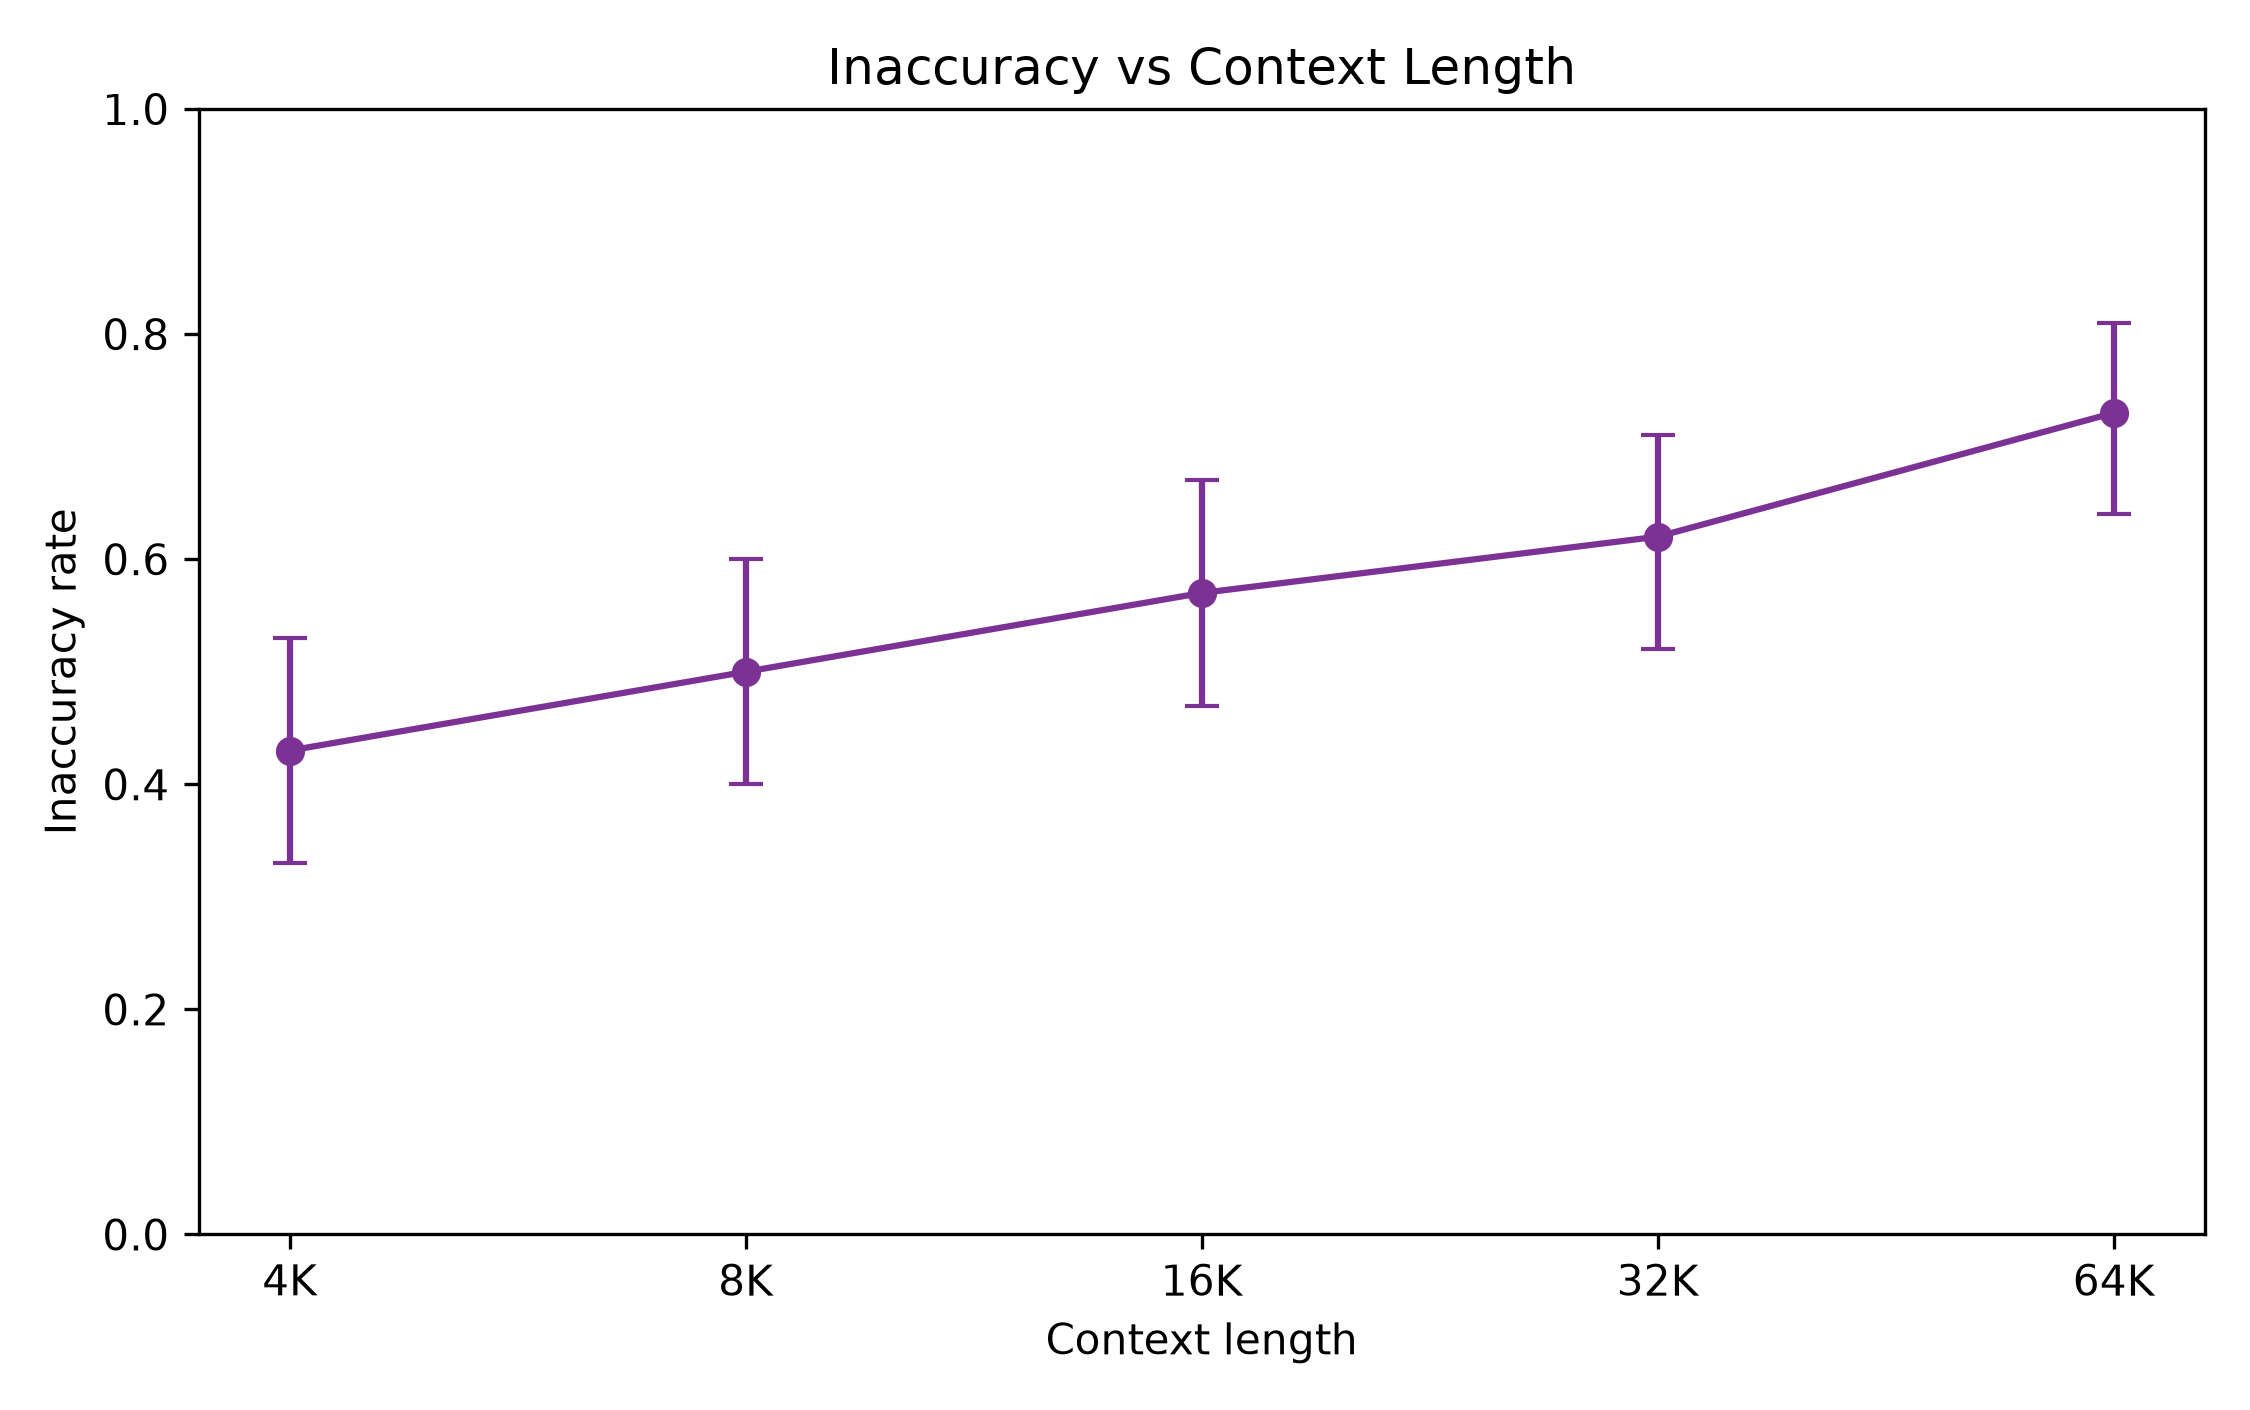 Inaccuracy vs Context Length
1.0
0.8
0.6
0.4
0.2
0.0
Inaccuracy rate
4K 8K 16K 32K 64K
Context length